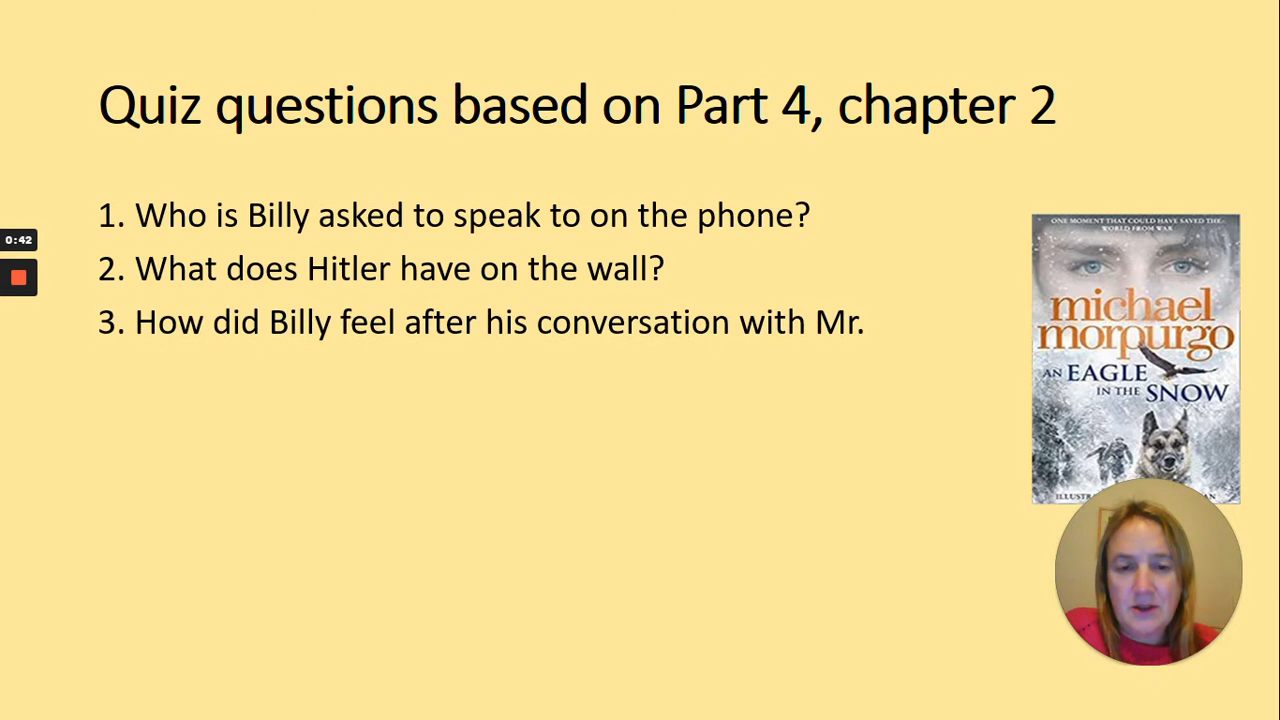 Quiz questions based on Part 4, chapter 2
1. Who is Billy asked to speak to on the phone?
2. What does Hitler have on the wall?
3. How did Billy feel after his conversation with Mr.
0:42
ONE MOMENT THAT COULD HAVE SAVED THE
WORLD FROM WAR
michael
morpurgo
AN EAGLE
IN THE SNOW